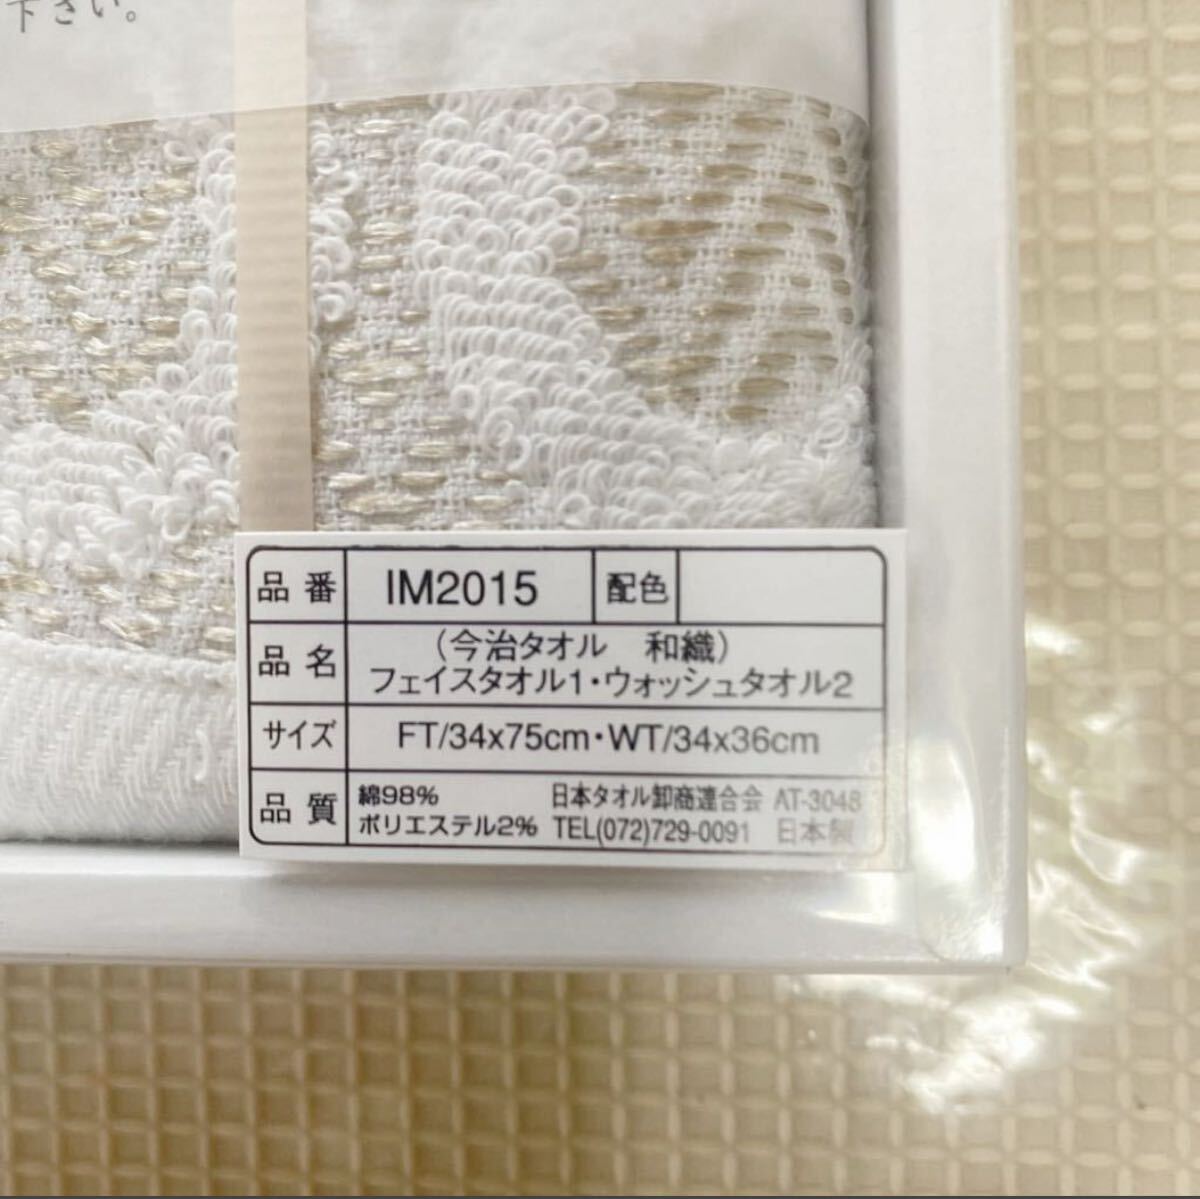 下さい。
品番 IM2015 配色
品名 (今治タオル 和織)
フェイスタオル1・ウォッシュタオル2
サイズ FT/34x75cm・WT/34x36cm
品質 綿98% 日本タオル卸商連合会 AT-3048
ポリエステル2% TEL(072)729-0091 日本製